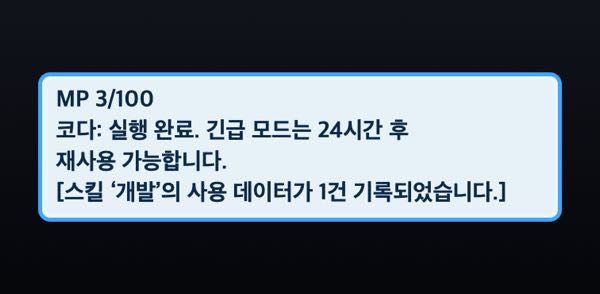 MP 3/100
코다: 실행 완료. 긴급 모드는 24시간 후
재사용 가능합니다.
[스킬 ‘개발’의 사용 데이터가 1건 기록되었습니다.]